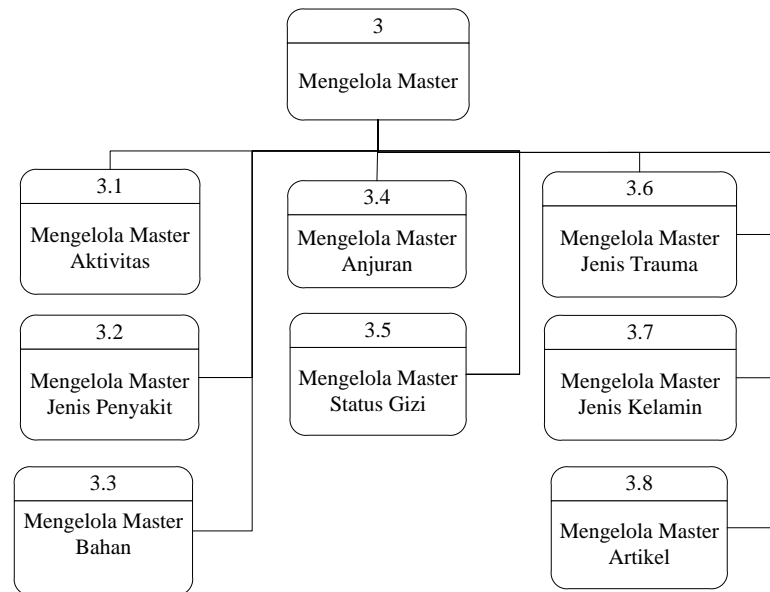 3
Mengelola Master
3.1
Mengelola Master
Aktivitas
3.2
Mengelola Master
Jenis Penyakit
3.3
Mengelola Master
Bahan
3.4
Mengelola Master
Anjuran
3.5
Mengelola Master
Status Gizi
3.6
Mengelola Master
Jenis Trauma
3.7
Mengelola Master
Jenis Kelamin
3.8
Mengelola Master
Artikel